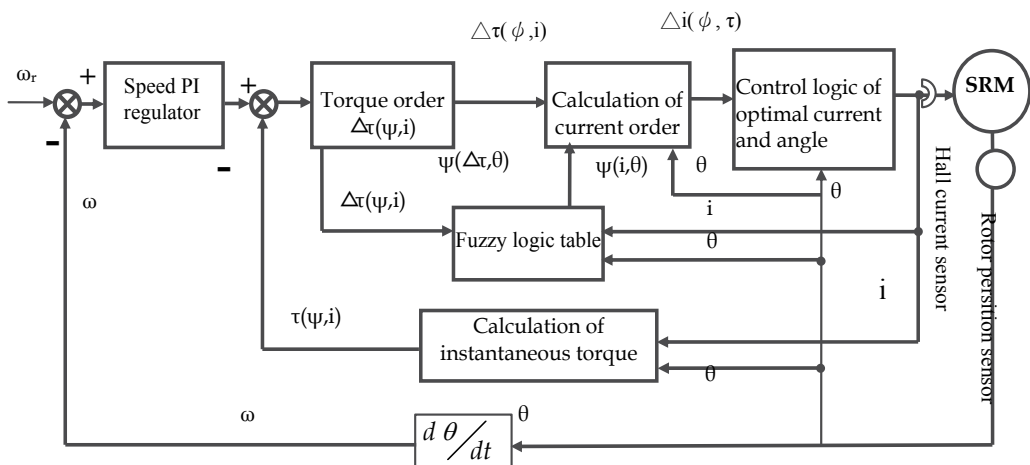 △τ(ψ,i)
△i(ψ, τ)
ωr
+
Speed PI
regulator
+
Torque order
Δτ(ψ,i)
Calculation of
current order
Control logic of
optimal current
and angle
SRM
-
-
ψ(Δτ,θ)
ψ(i,θ)
θ
θ
ω
Δτ(ψ,i)
i
Fuzzy logic table
θ
Hall current sensor
Rotor persition sensor
i
τ(ψ,i)
Calculation of
instantaneous torque
θ
ω
θ
d θ/dt